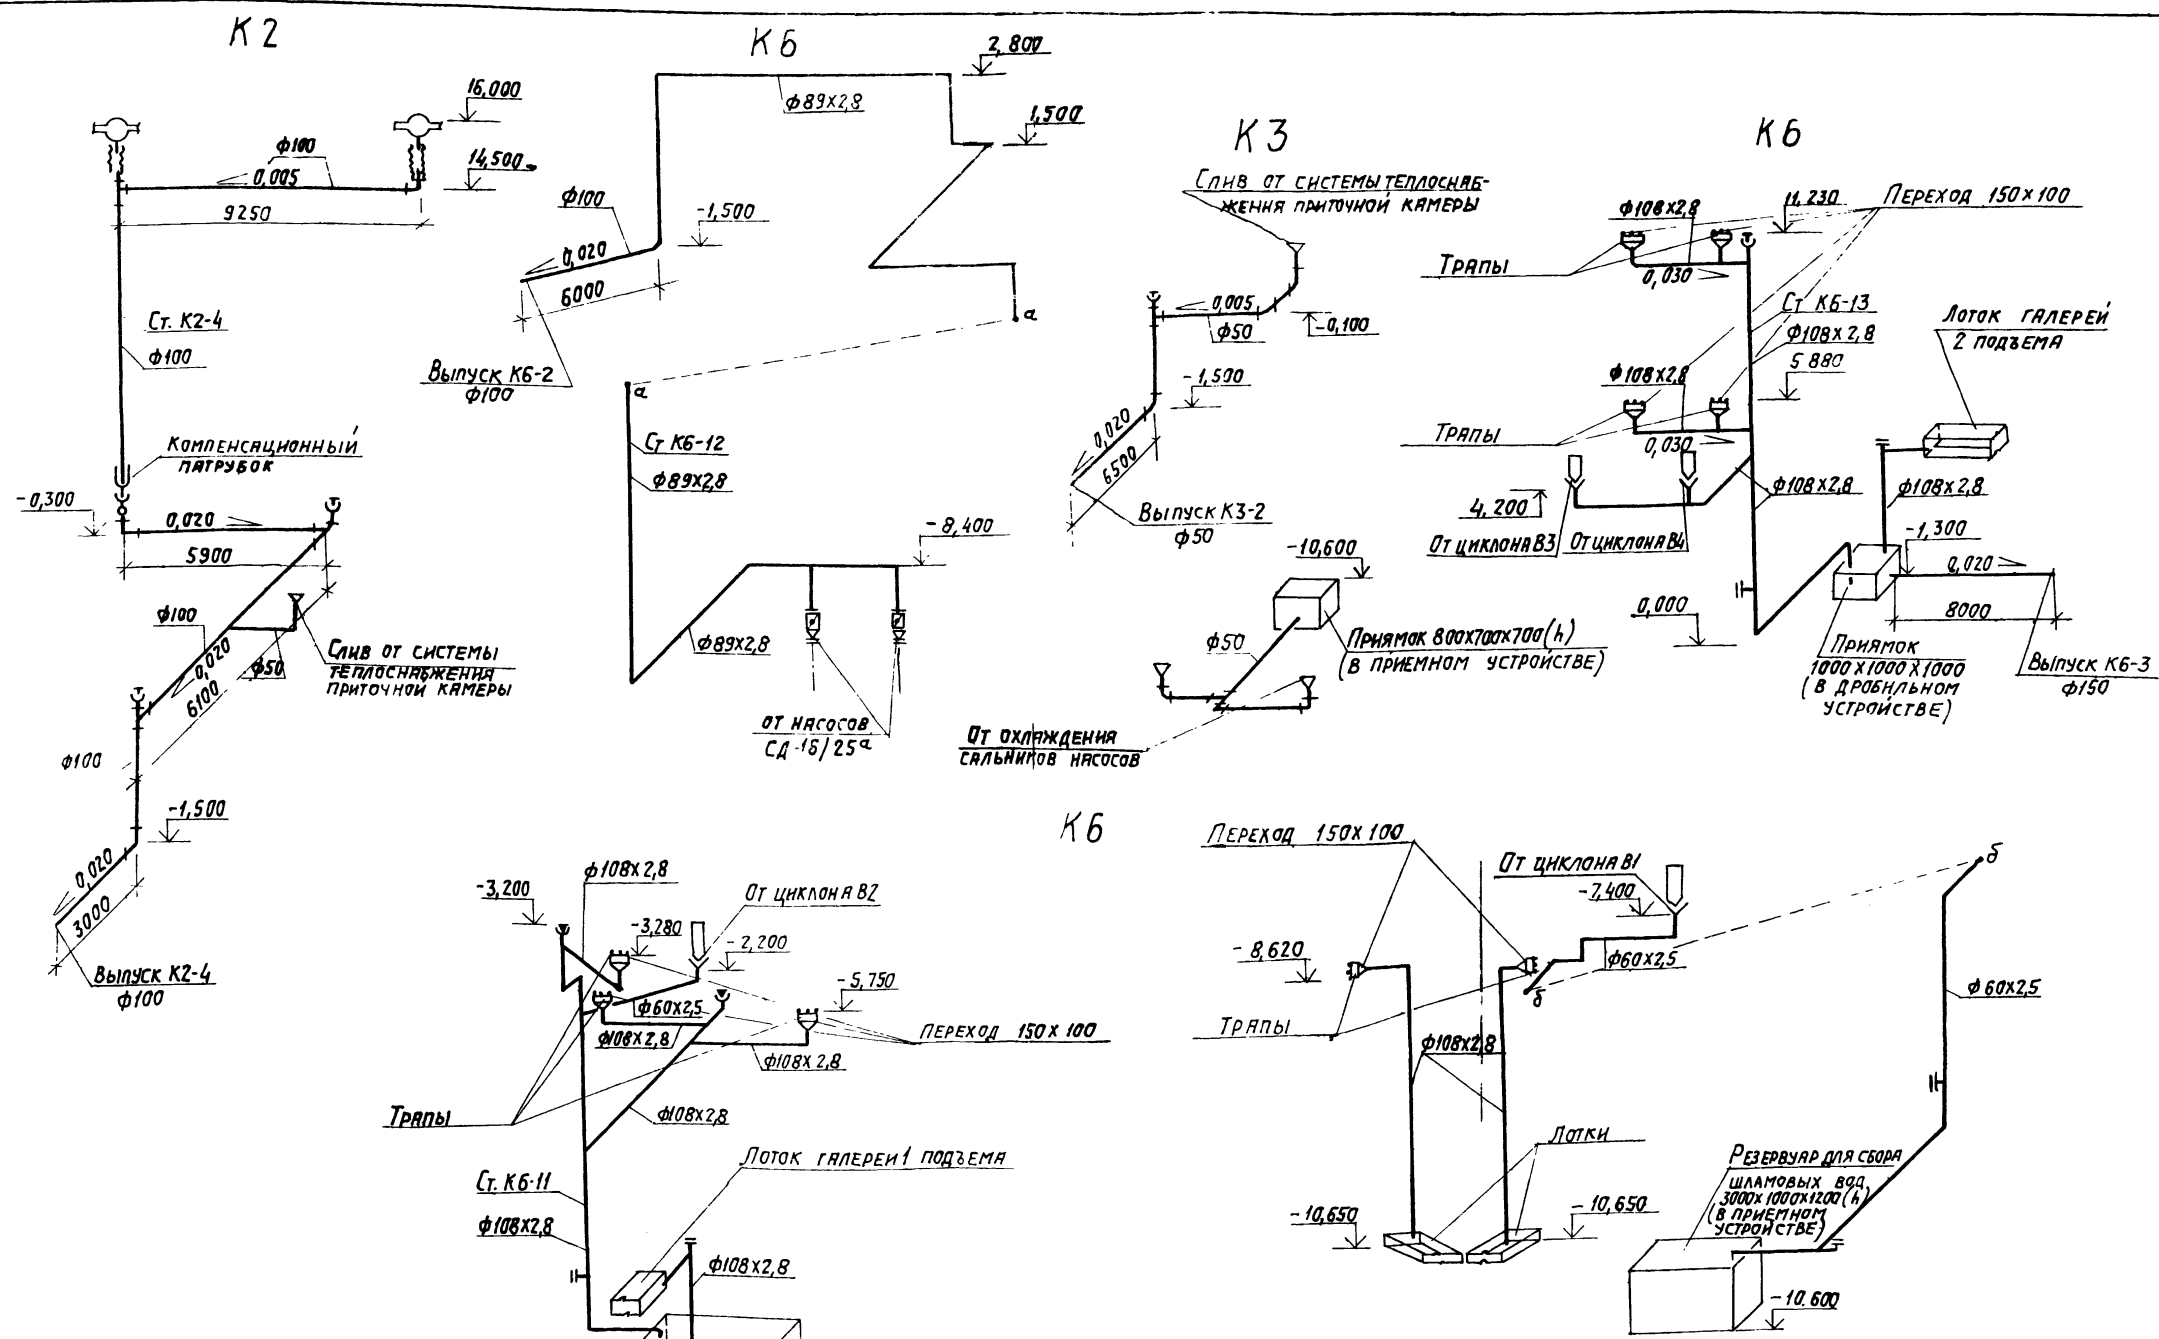 К2
16,000
ф100
14,500
0,005
9250
Ст. К2-4
ф100
Компенсационный
патрубок
-0,300
0,020
5900
ф100
0,020
ф50
6100
Слив от системы
теплоснабжения
приточной камеры
ф100
-1,500
0,020
3000
Выпуск К2-4
ф100
К6
2,800
ф89х2,8
1,500
ф100
-1,500
0,020
6000
Выпуск К6-2
ф100
а
а
Ст К6-12
ф89х2,8
-8,400
ф89х2,8
от насосов
СД-16/25а
К3
Слив от системы теплоснаб-
жения приточной камеры
0,005
ф50
-0,100
-1,500
0,020
6500
Выпуск К3-2
ф50
-10,600
ф50
Приямок 800х700х700(h)
(в приемном устройстве)
От охлаждения
сальников насосов
К6
ф108х2,8
11,230
Переход 150х100
Трапы
0,030
Ст К6-13
ф108х2,8
Лоток галерей
2 подъема
ф108х2,8
5 880
Трапы
0,030
4,200
ф108х2,8
ф108х2,8
От циклона В3
От циклона В4
-1,300
0,020
0,000
8000
Приямок
1000х1000х1000
(в дробильном
устройстве)
Выпуск К6-3
ф150
К6
-3,200
ф108х2,8
От циклона В2
-3,280
-2,200
-5,750
ф60х2,5
ф108х2,8
Переход 150х100
ф108х2,8
Трапы
ф108х2,8
Лоток галереи 1 подъема
Ст. К6-11
ф108х2,8
ф108х2,8
Переход 150х100
От циклона В1
-7,400
б
-8,620
ф60х2,5
б
ф60х2,5
Трапы
ф108х2,8
Лотки
-10,650
-10,650
Резервуар для сбора
шламовых вод
3000х1000х1200(h)
(в приемном
устройстве)
-10.600